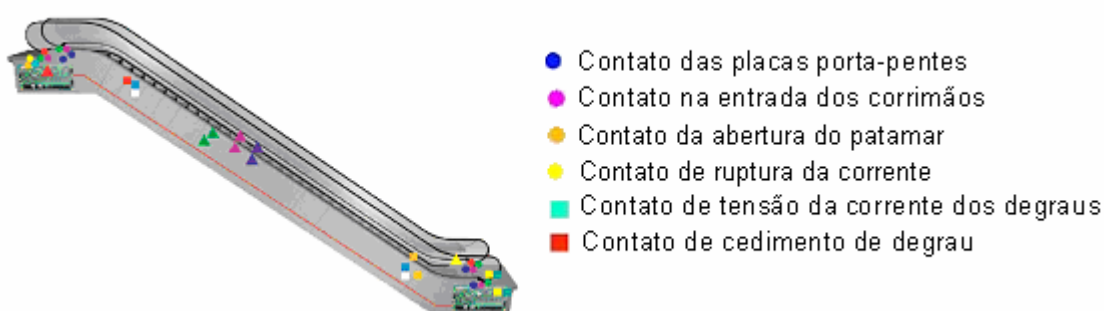 Contato das placas porta-pentes
Contato na entrada dos corrimãos
Contato da abertura do patamar
Contato de ruptura da corrente
Contato de tensão da corrente dos degraus
Contato de cedimento de degrau